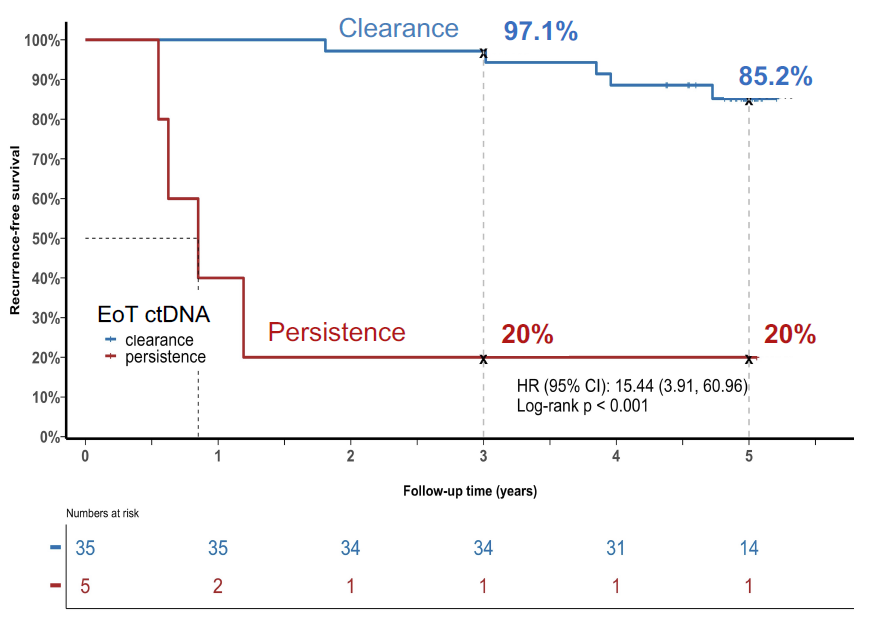 Clearance
97.1%
85.2%
Recurrence-free survival
100%
90%
80%
70%
60%
50%
40%
30%
20%
10%
0%
EoT ctDNA
clearance
persistence
Persistence
20%
20%
HR (95% CI): 15.44 (3.91, 60.96)
Log-rank p < 0.001
0 1 2 3 4 5
Follow-up time (years)
Numbers at risk
35 35 34 34 31 14
5 2 1 1 1 1